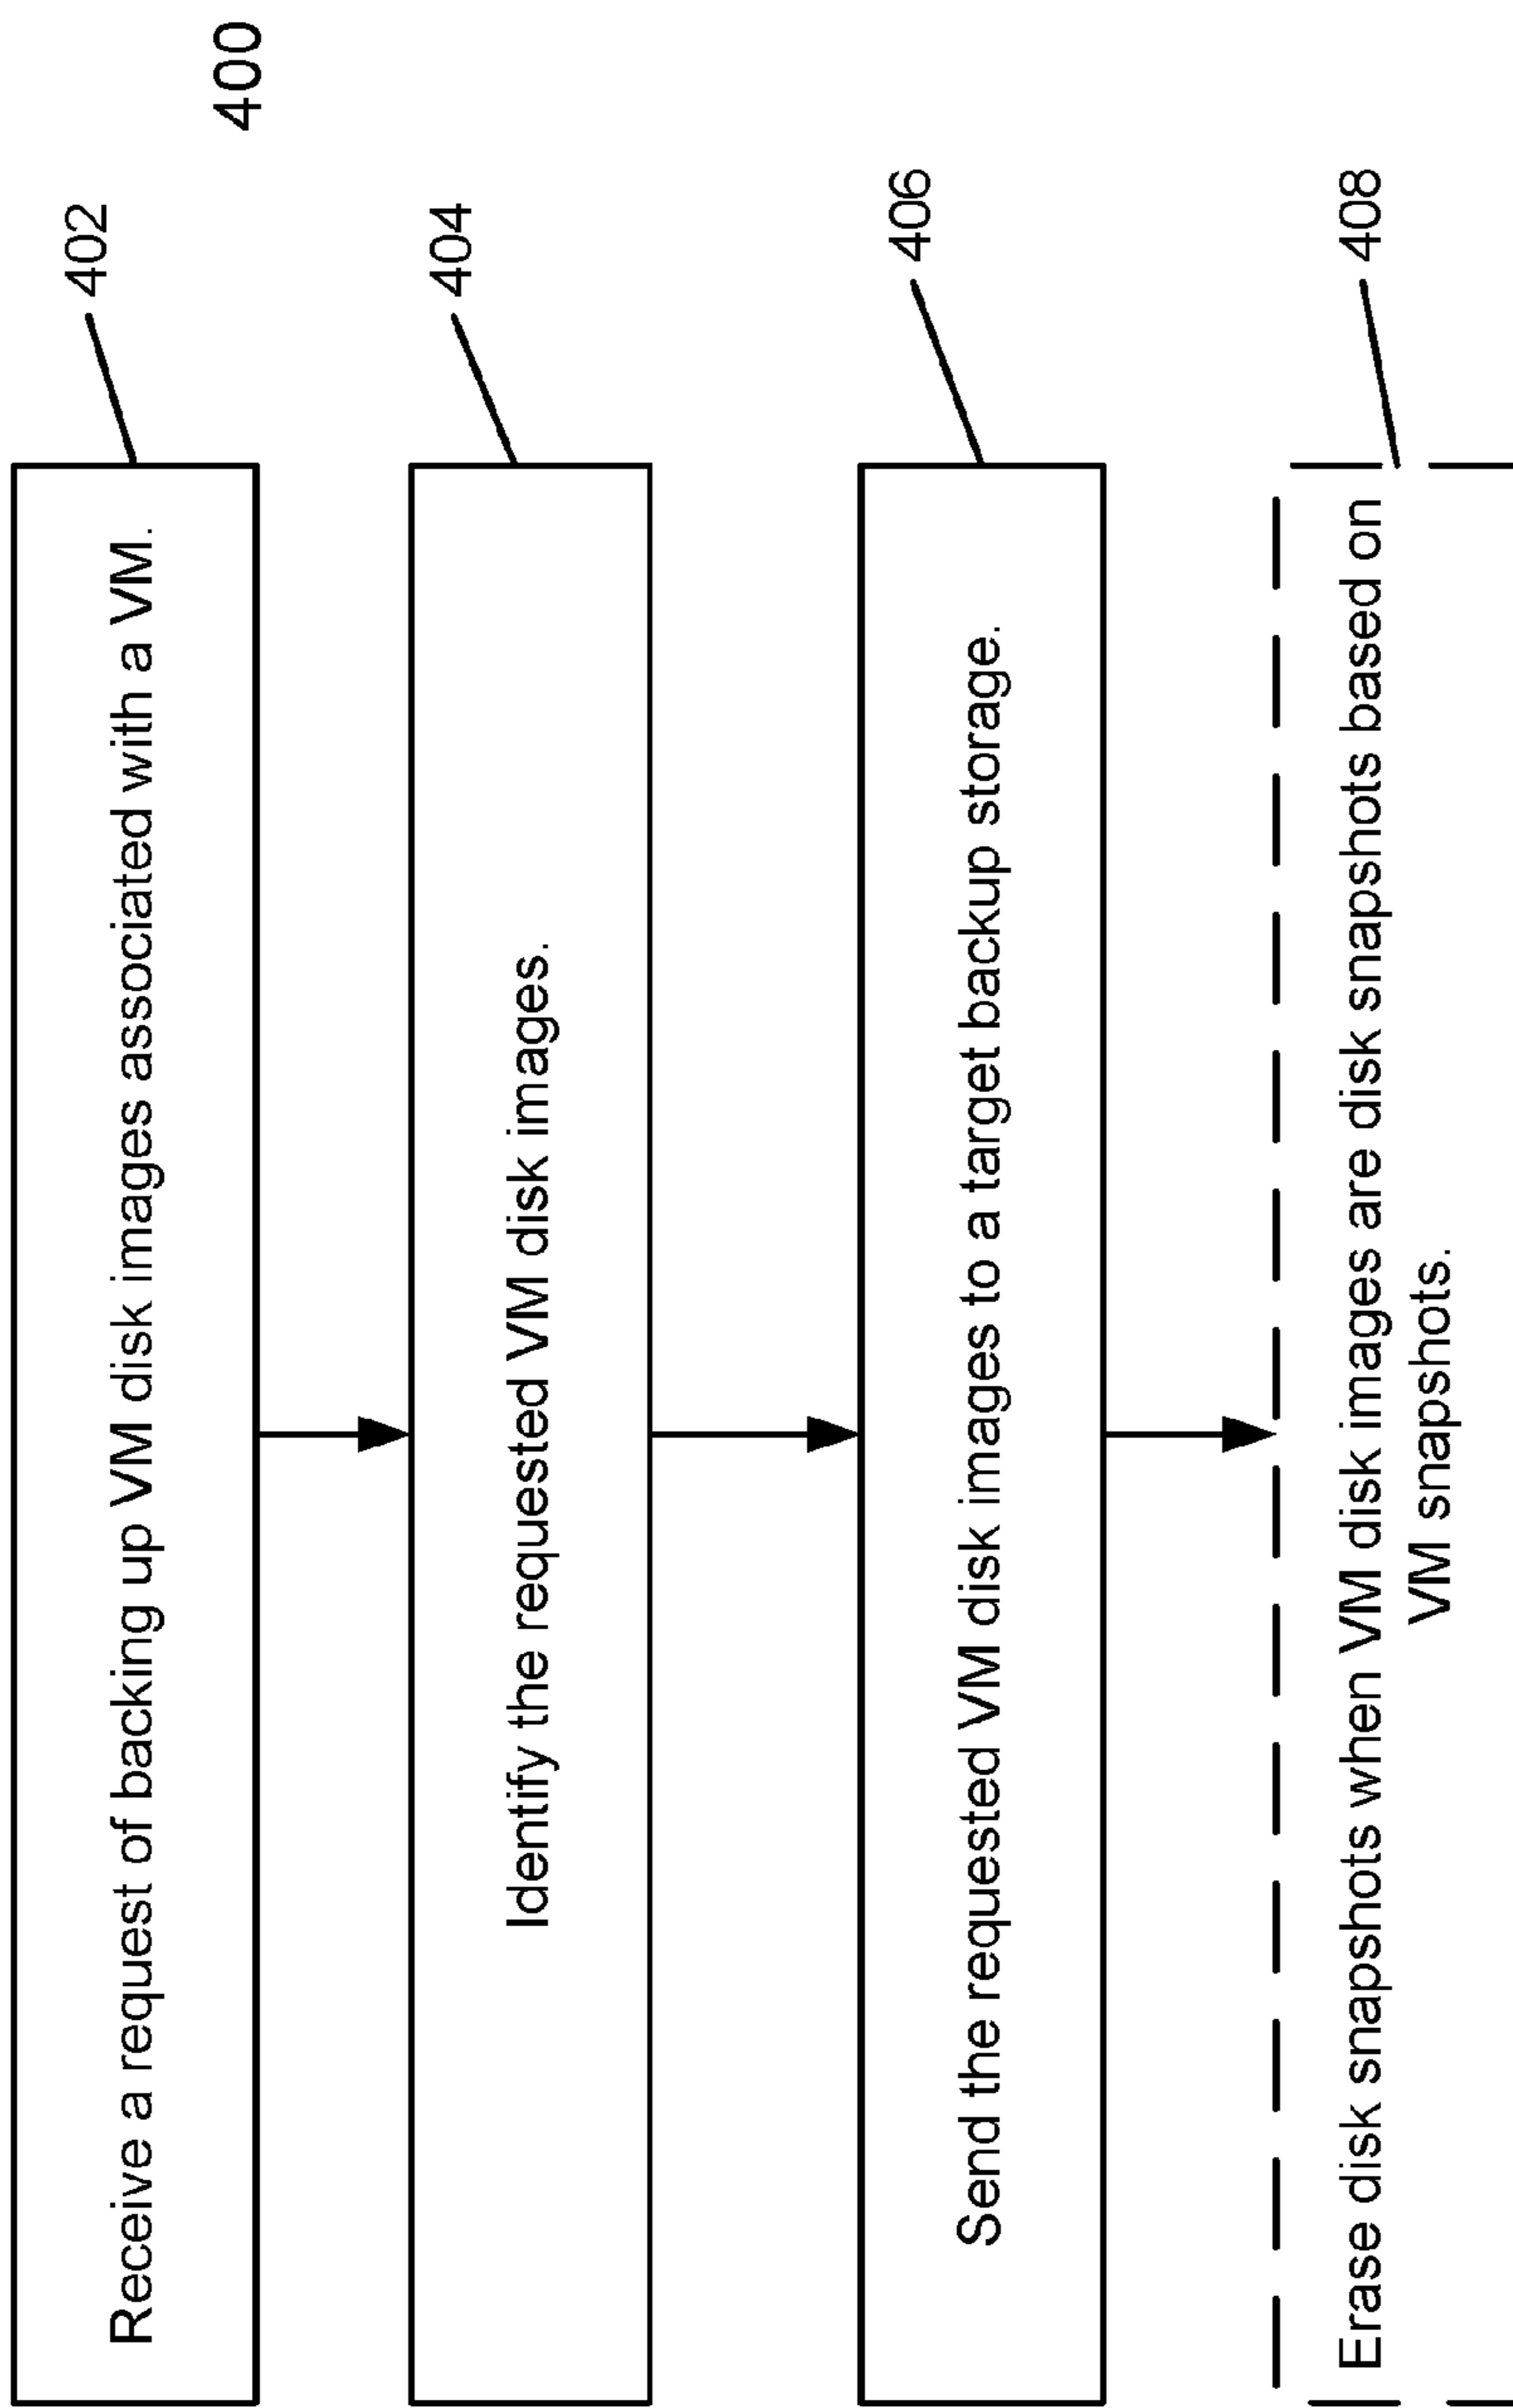 400
402
Receive a request of backing up VM disk images associated with a VM.
404
Identify the requested VM disk images.
406
Send the requested VM disk images to a target backup storage.
408
Erase disk snapshots when VM disk images are disk snapshots based on
VM snapshots.